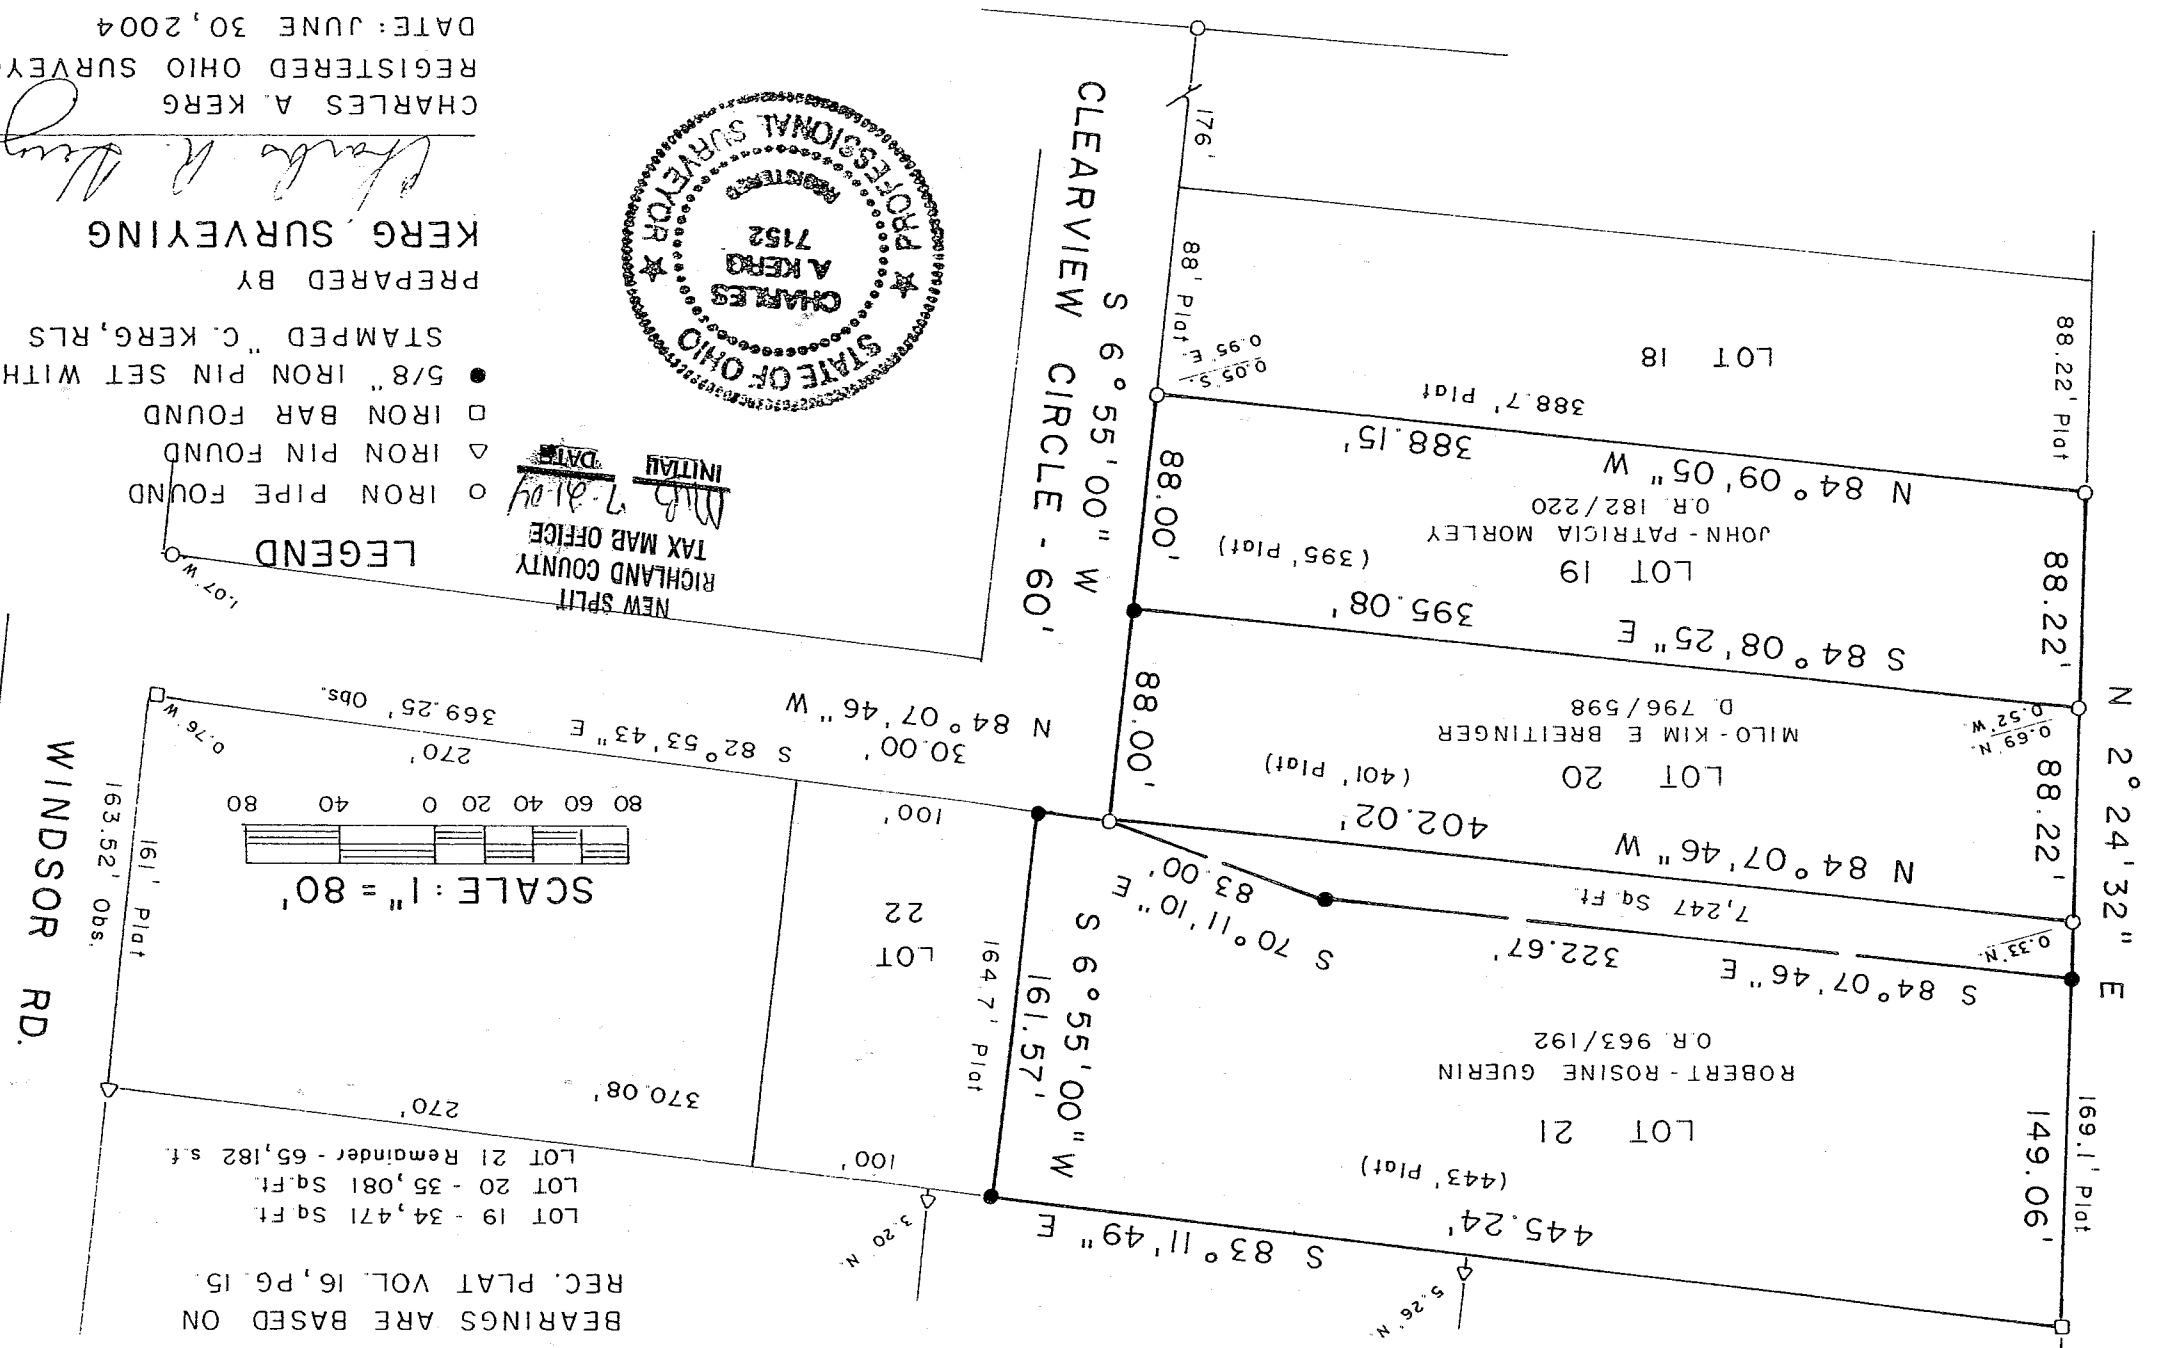 BEARINGS ARE BASED ON
REC. PLAT VOL. 16, PG. 15.
LOT 19 - 34,471 Sq.Ft.
LOT 20 - 35,081 Sq.Ft.
LOT 21 Remainder - 65,182 s.f.
5.26' N.
3.20' N.
S 83° 11' 49" E
445.24'
(443' Plat)
169.1' Plat
149.06'
LOT 21
ROBERT - ROSINE GUERIN
O.R. 963/192
S 84° 07' 46" E
322.67'
S 70° 11' 10" E
83.00'
0.33' N.
7,247 Sq. Ft.
N 2° 24' 32" E
N 84° 07' 46" W
402.02'
(401' Plat)
88.22'
LOT 20
MILO - KIM E BREITINGER
D. 796/598
88.00'
0.69' N.
0.52' W.
S 84° 08' 25" E
395.08'
(395' Plat)
88.22'
LOT 19
JOHN - PATRICIA MORLEY
O.R. 182/220
88.00'
N 84° 09' 05" W
388.15'
388.7' Plat
0.05' S.
0.95' E.
LOT 18
88.22' Plat
88' Plat
176'
S 6° 55' 00" W
161.57'
164.7' Plat
100'
370.08'
270'
LOT
22
100'
SCALE : 1" = 80'
80 60 40 20 0 40 80
161' Plat
163.52' Obs.
WINDSOR RD.
0.76' W
270'
S 82° 53' 43" E 369.25' Obs.
30.00'
N 84° 07' 46" W
CLEARVIEW CIRCLE - 60'
S 6° 55' 00" W
1.07' W
NEW SPLIT
RICHLAND COUNTY
TAX MAP OFFICE
7-21-04
INITIAL DATE
LEGEND
○ IRON PIPE FOUND
△ IRON PIN FOUND
□ IRON BAR FOUND
● 5/8" IRON PIN SET WITH
STAMPED "C. KERG, RLS
STATE OF OHIO
CHARLES
A KERG
7152
REGISTERED
PROFESSIONAL SURVEYOR
PREPARED BY
KERG SURVEYING
Charles A. Kerg
CHARLES A. KERG
REGISTERED OHIO SURVEY
DATE: JUNE 30, 2004